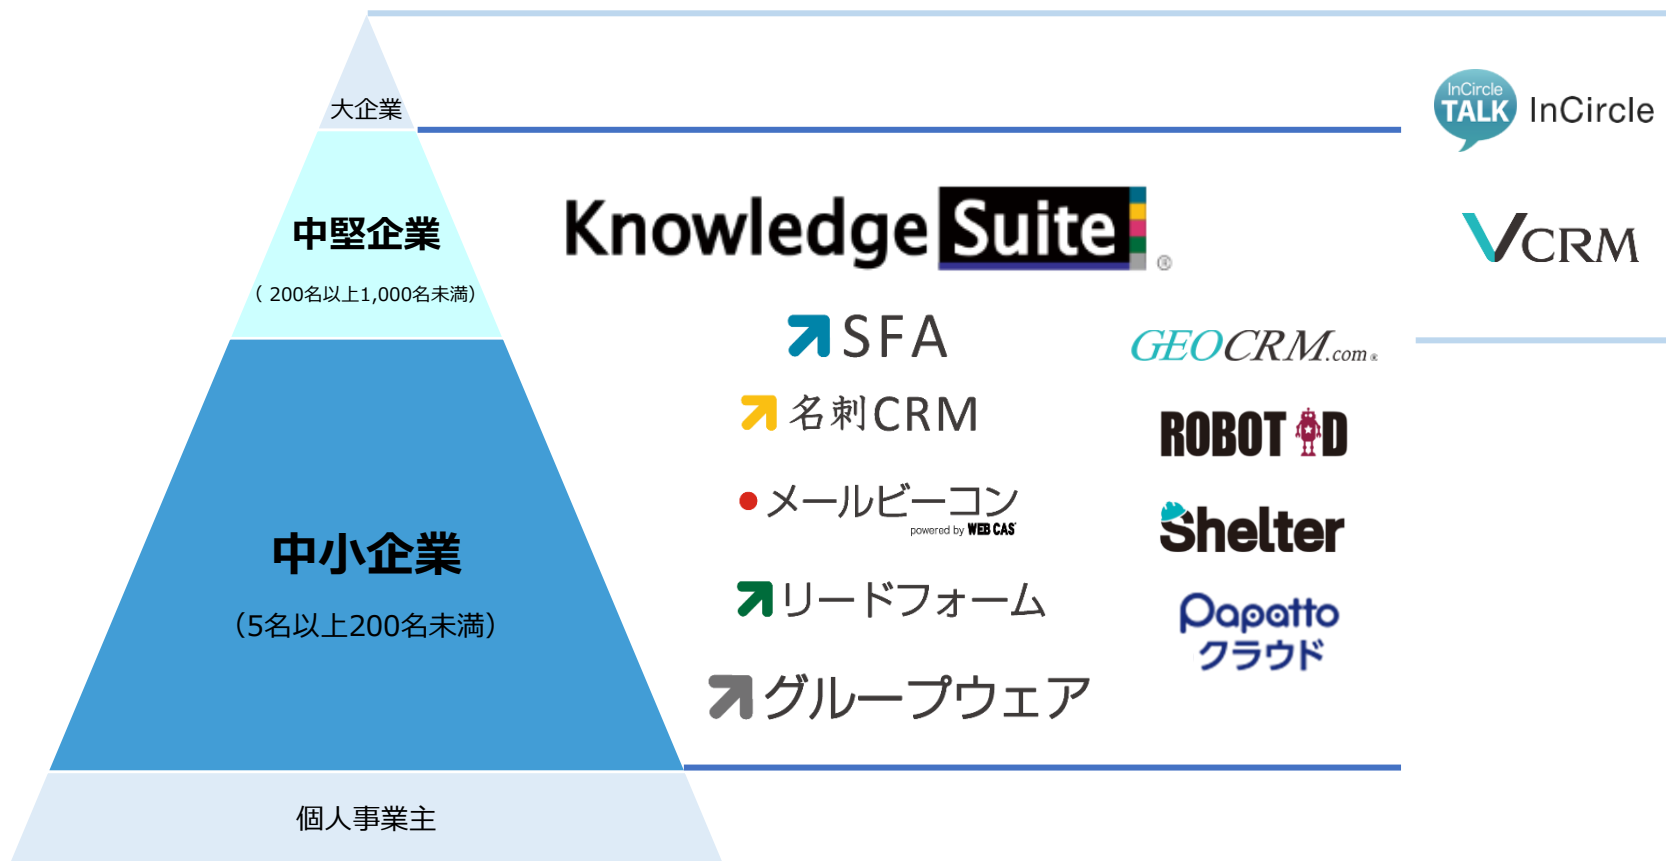 大企業
中堅企業
（ 200名以上1,000名未満）
中小企業
（5名以上200名未満）
個人事業主
Knowledge Suite ®
SFA
名刺CRM
メールビーコン
powered by WEB CAS
リードフォーム
グループウェア
GEOCRM.com ®
ROBOT ID
Shelter
Papatto
クラウド
InCircle
TALK
InCircle
VCRM